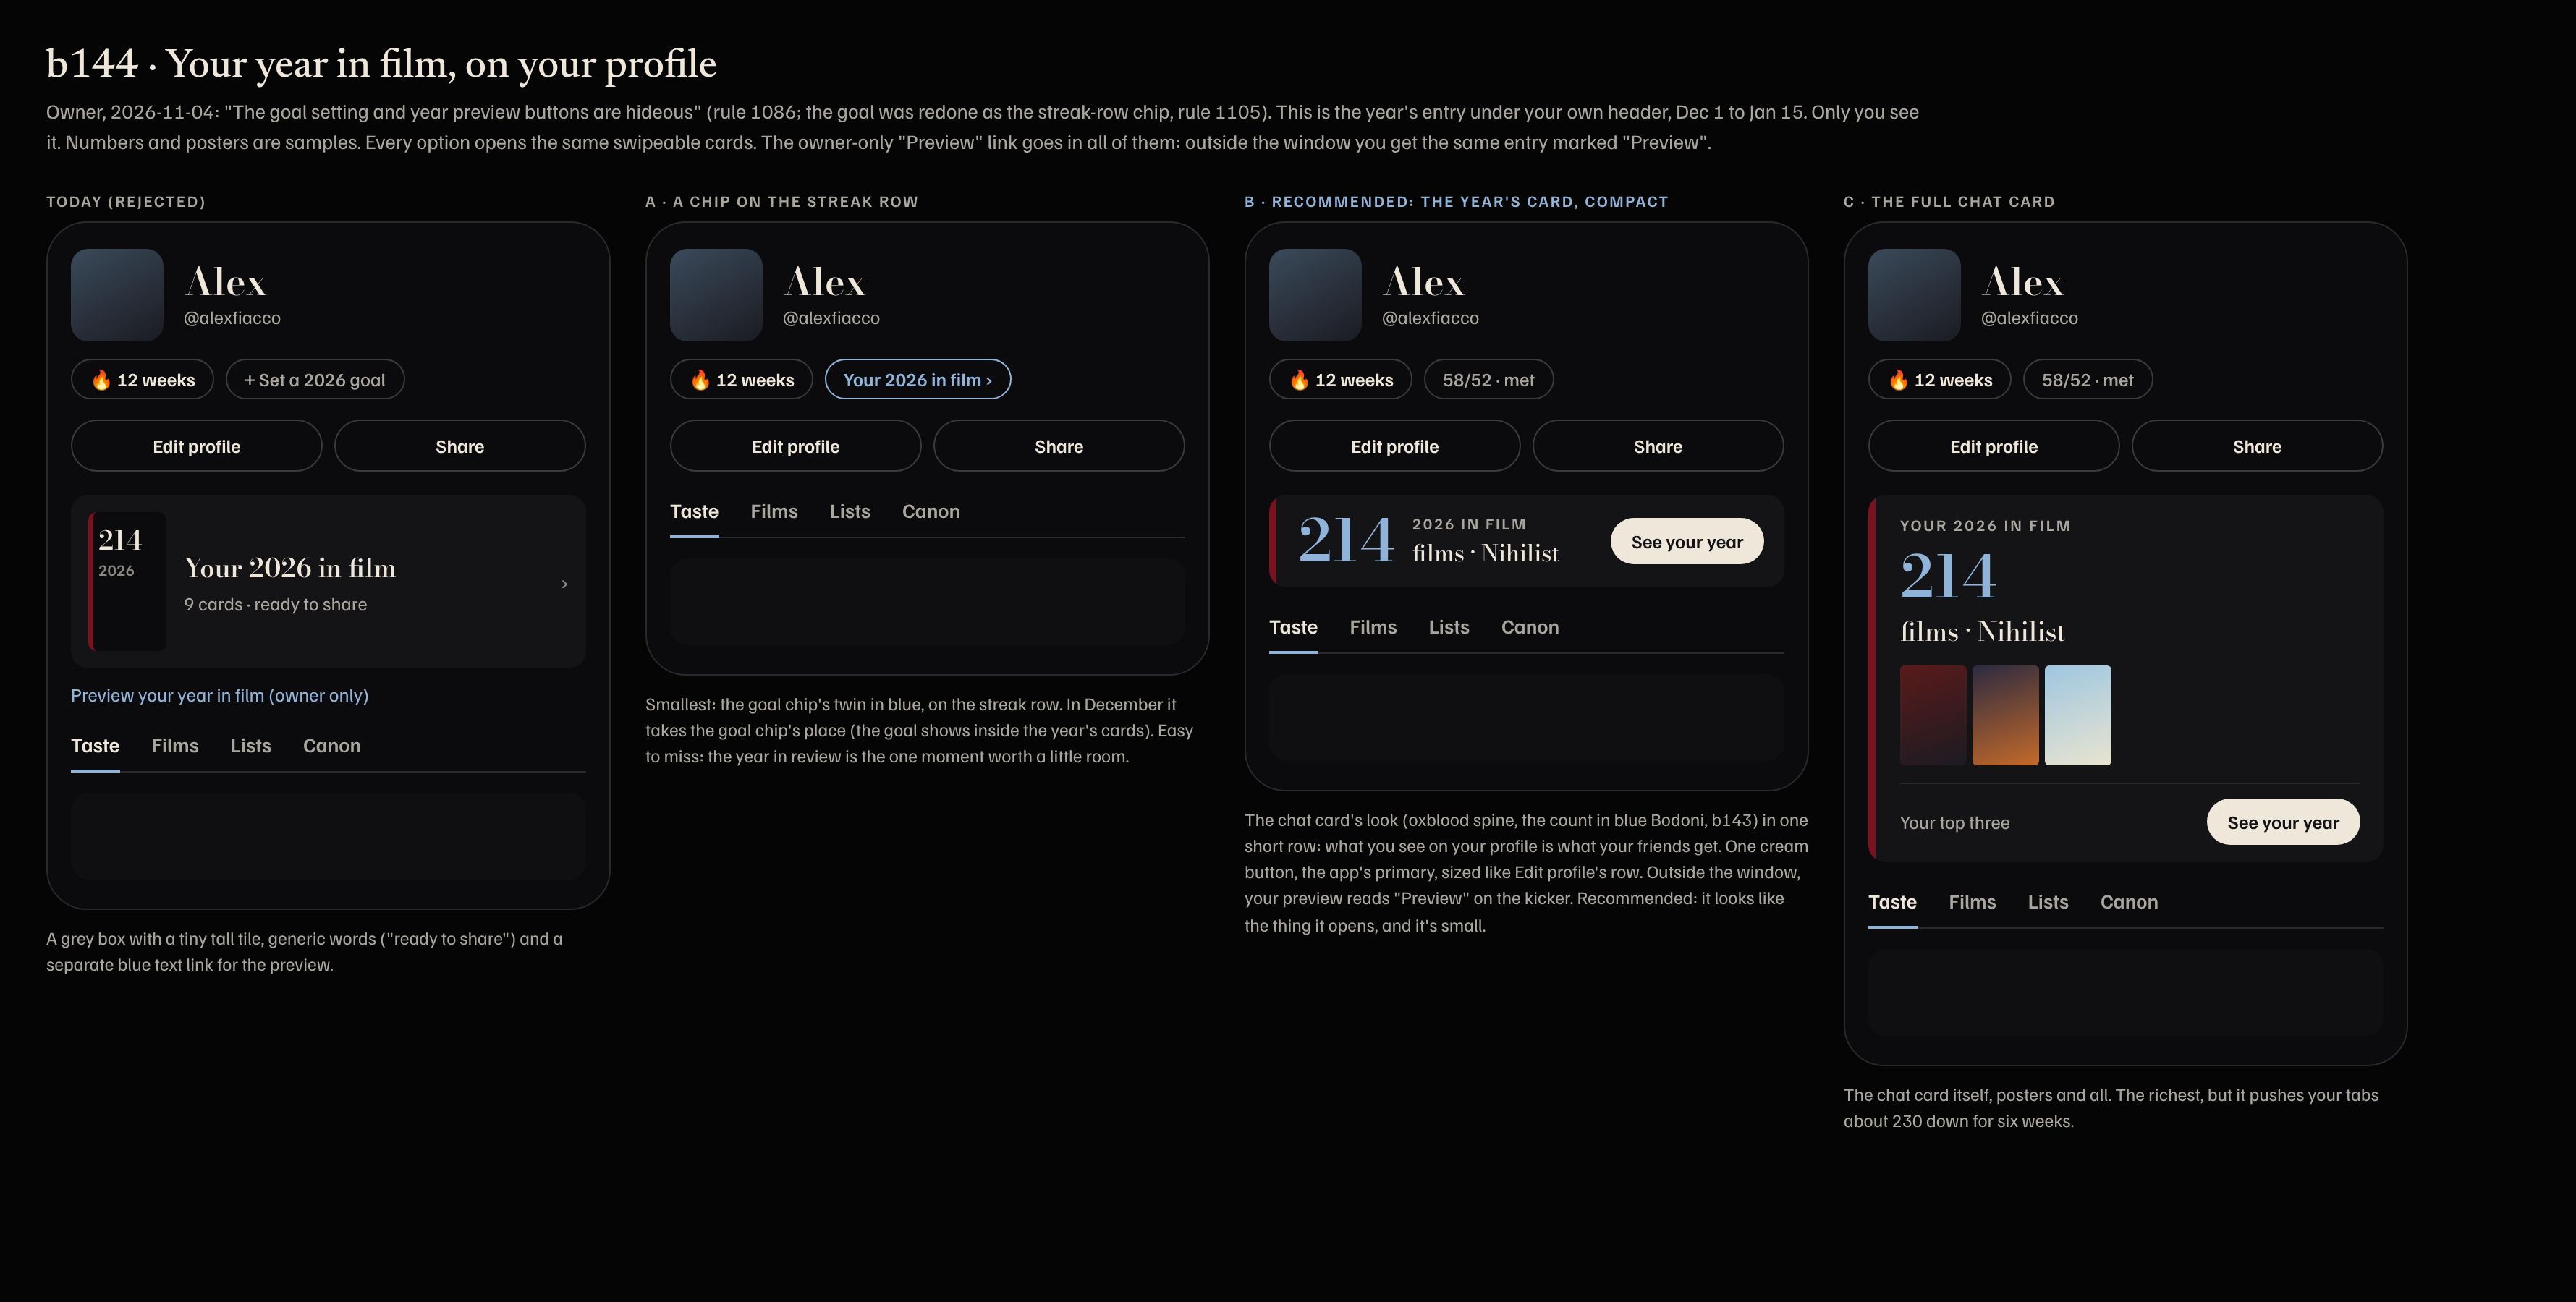 b144 · Your year in film, on your profile
Owner, 2026-11-04: "The goal setting and year preview buttons are hideous" (rule 1086; the goal was redone as the streak-row chip, rule 1105). This is the year's entry under your own header, Dec 1 to Jan 15. Only you see
it. Numbers and posters are samples. Every option opens the same swipeable cards. The owner-only "Preview" link goes in all of them: outside the window you get the same entry marked "Preview".
TODAY (REJECTED)
Alex
@alexfiacco
🔥 12 weeks
+ Set a 2026 goal
Edit profile
Share
214
2026
Your 2026 in film
9 cards · ready to share
›
Preview your year in film (owner only)
Taste
Films
Lists
Canon
A grey box with a tiny tall tile, generic words ("ready to share") and a
separate blue text link for the preview.
A · A CHIP ON THE STREAK ROW
Alex
@alexfiacco
🔥 12 weeks
Your 2026 in film ›
Edit profile
Share
Taste
Films
Lists
Canon
Smallest: the goal chip's twin in blue, on the streak row. In December it
takes the goal chip's place (the goal shows inside the year's cards). Easy
to miss: the year in review is the one moment worth a little room.
B · RECOMMENDED: THE YEAR'S CARD, COMPACT
Alex
@alexfiacco
🔥 12 weeks
58/52 · met
Edit profile
Share
214
2026 IN FILM
films · Nihilist
See your year
Taste
Films
Lists
Canon
The chat card's look (oxblood spine, the count in blue Bodoni, b143) in one
short row: what you see on your profile is what your friends get. One cream
button, the app's primary, sized like Edit profile's row. Outside the window,
your preview reads "Preview" on the kicker. Recommended: it looks like
the thing it opens, and it's small.
C · THE FULL CHAT CARD
Alex
@alexfiacco
🔥 12 weeks
58/52 · met
Edit profile
Share
YOUR 2026 IN FILM
214
films · Nihilist
Your top three
See your year
Taste
Films
Lists
Canon
The chat card itself, posters and all. The richest, but it pushes your tabs
about 230 down for six weeks.